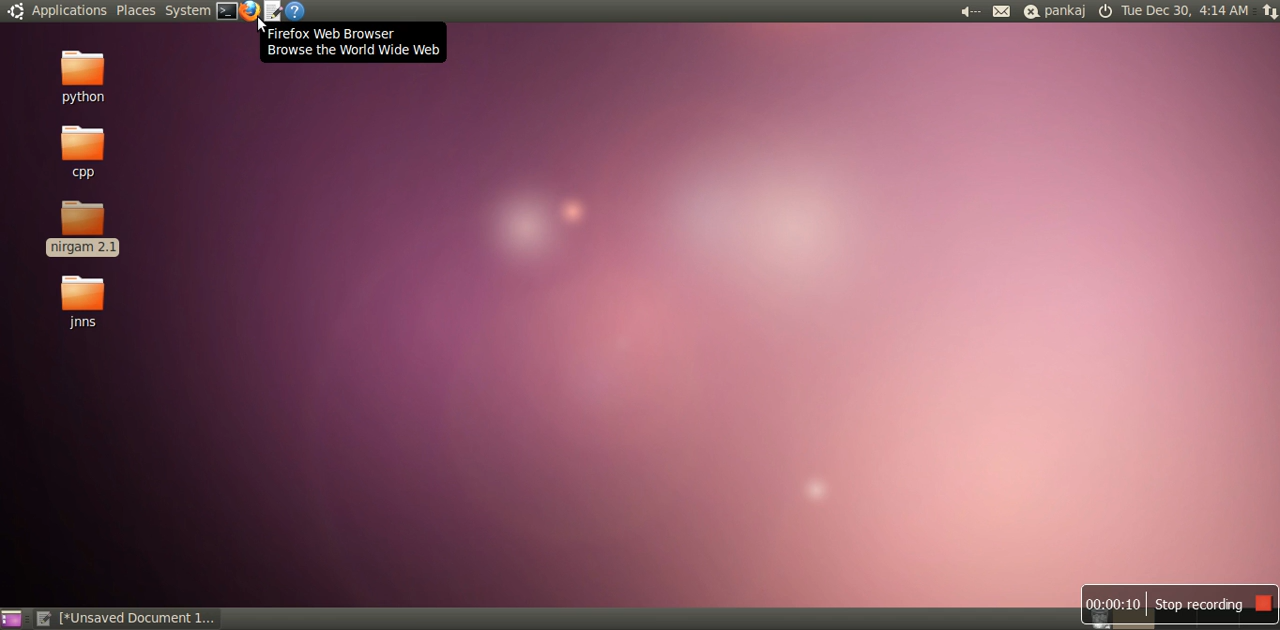 Applications Places System >_ ? pankaj Tue Dec 30, 4:14 AM
Firefox Web Browser
Browse the World Wide Web
python
cpp
nirgam 2.1
jnns
00:00:10 Stop recording
[*Unsaved Document 1...